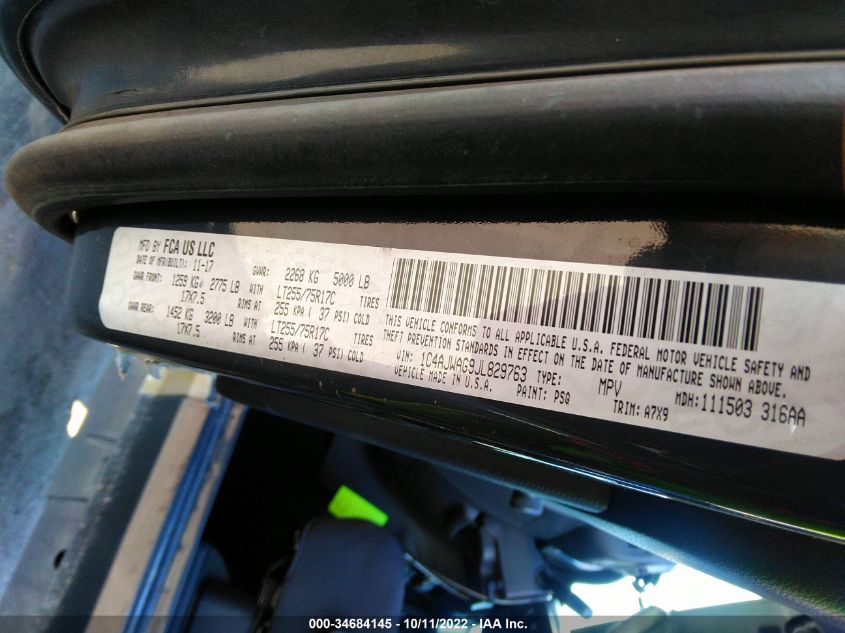 MFD BY FCA US LLC
DATE OF MFR(BUILT): 11-17 GVWR: 2268 KG 5000 LB
GAWR FRONT: 1259 KG 2775 LB WITH LT255/75R17C TIRES
17X7.5 RIMS AT 255 KPA ( 37 PSI) COLD
GAWR REAR: 1452 KG 3200 LB WITH LT255/75R17C TIRES
17X7.5 RIMS AT 255 KPA ( 37 PSI) COLD
THIS VEHICLE CONFORMS TO ALL APPLICABLE U.S.A. FEDERAL MOTOR VEHICLE SAFETY AND
THEFT PREVENTION STANDARDS IN EFFECT ON THE DATE OF MANUFACTURE SHOWN ABOVE.
VIN: 1C4AJWAG9JL829763 TYPE: MPV MDH: 111503 316AA
VEHICLE MADE IN U.S.A. PAINT: PSQ TRIM: A7X9
000-34684145 - 10/11/2022 - IAA Inc.